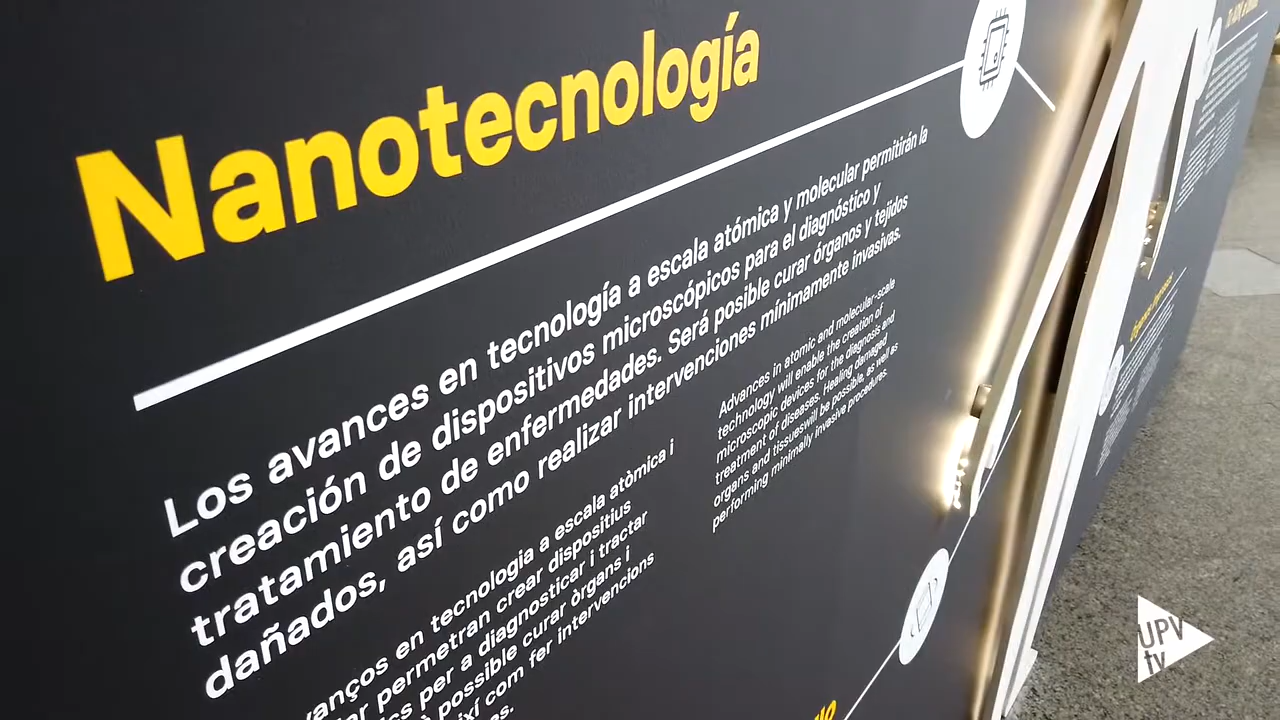 Nanotecnología
Los avances en tecnología a escala atómica y molecular permitirán la
creación de dispositivos microscópicos para el diagnóstico y
tratamiento de enfermedades. Será posible curar órganos y tejidos
dañados, así como realizar intervenciones mínimamente invasivas.
Advances in atomic and molecular-scale
technology will enable the creation of
microscopic devices for the diagnosis and
treatment of diseases. Healing damaged
organs and tissueswill be possible, as well as
performing minimally invasive procedures.
vanços en tecnologia a escala atòmica i
ar permetran crear dispositius
cs per a diagnosticar i tractar
possible curar òrgans i
ixí com fer intervencions
as.
UPV
tv